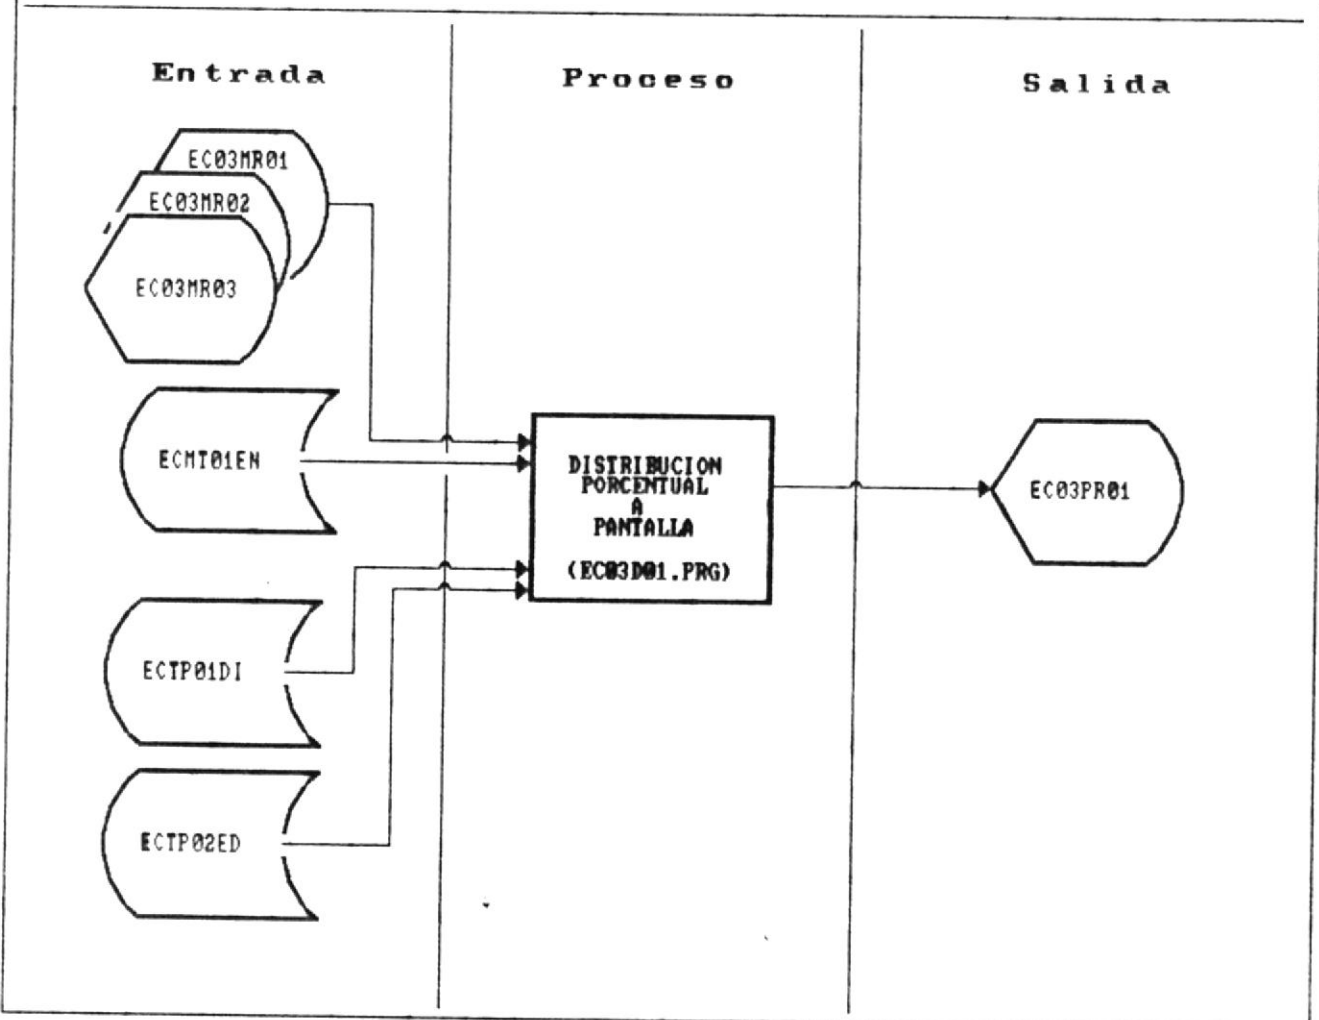 Entrada
Proceso
Salida
EC03MR01
EC03MR02
EC03MR03
ECMT01EN
DISTRIBUCION
PORCENTUAL
A
PANTALLA
(EC03D01.PRG)
EC03PR01
ECTP01DI
ECTP02ED